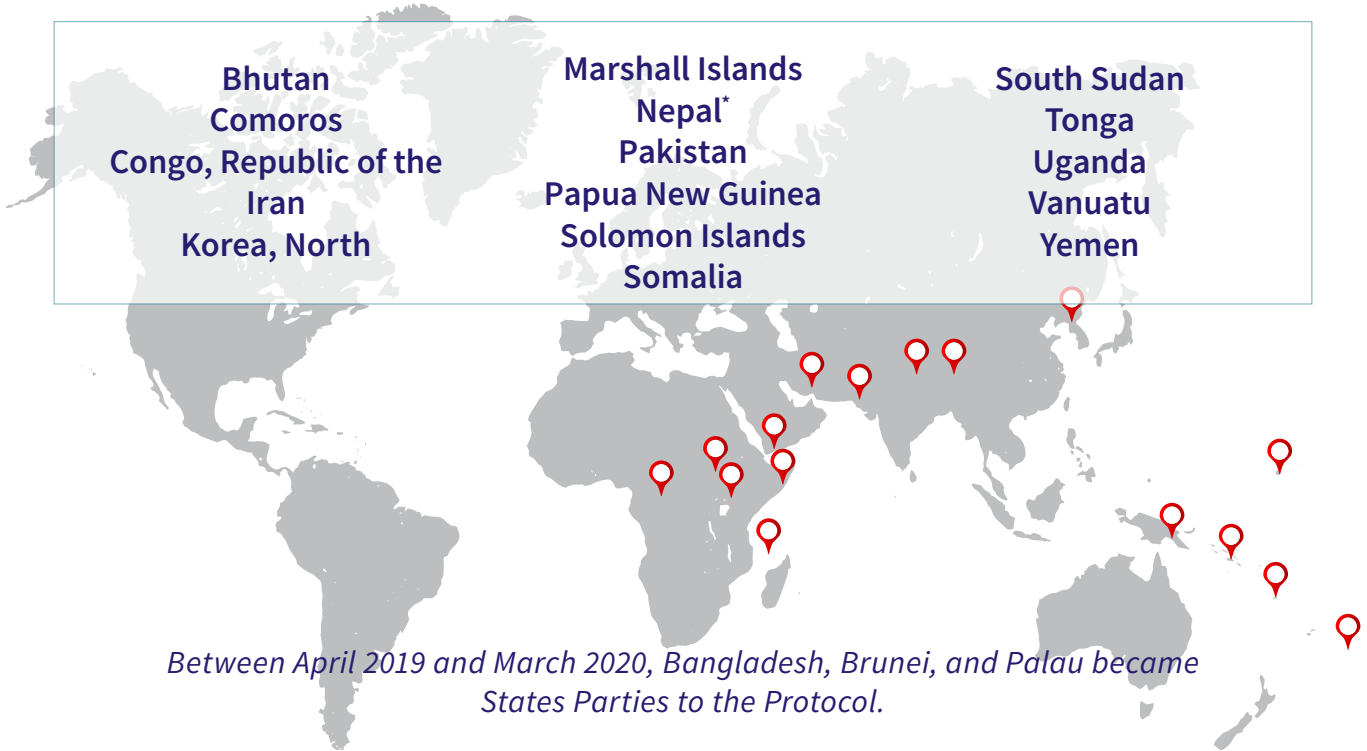 Bhutan
Comoros
Congo, Republic of the
Iran
Korea, North
Marshall Islands
Nepal*
Pakistan
Papua New Guinea
Solomon Islands
Somalia
South Sudan
Tonga
Uganda
Vanuatu
Yemen
Between April 2019 and March 2020, Bangladesh, Brunei, and Palau became
States Parties to the Protocol.